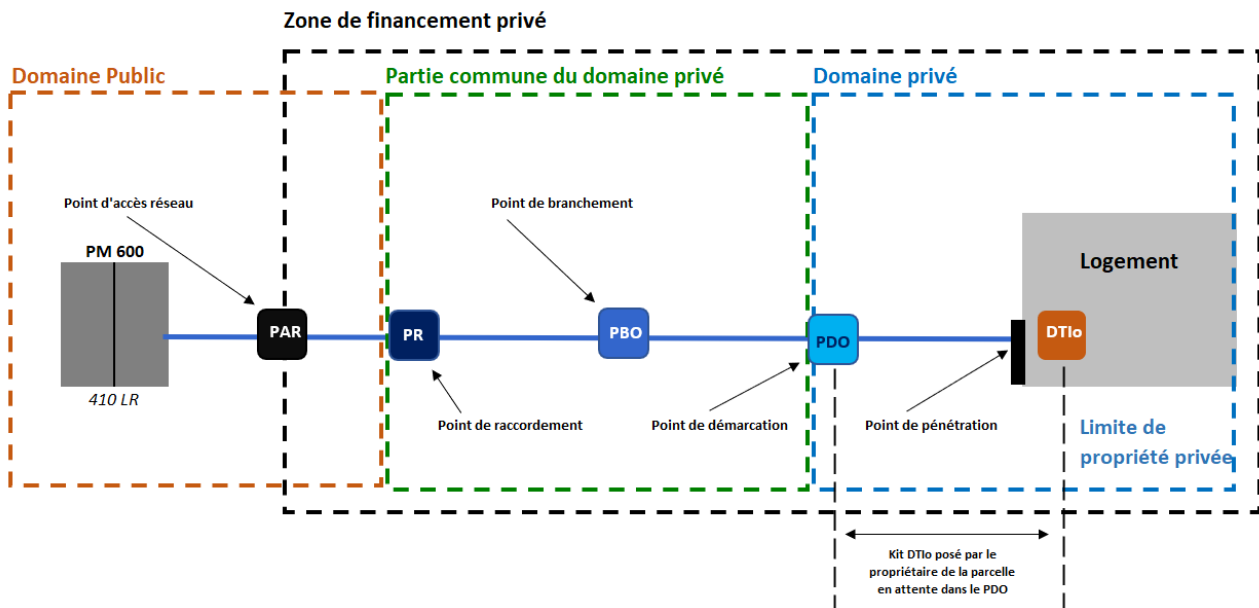 Zone de financement privé
Domaine Public
Partie commune du domaine privé
Domaine privé
Point d'accès réseau
Point de branchement
PM 600
Logement
PAR
PR
PBO
PDO
DTIo
410 LR
Point de raccordement
Point de démarcation
Point de pénétration
Limite de
propriété privée
Kit DTIo posé par le
propriétaire de la parcelle
en attente dans le PDO